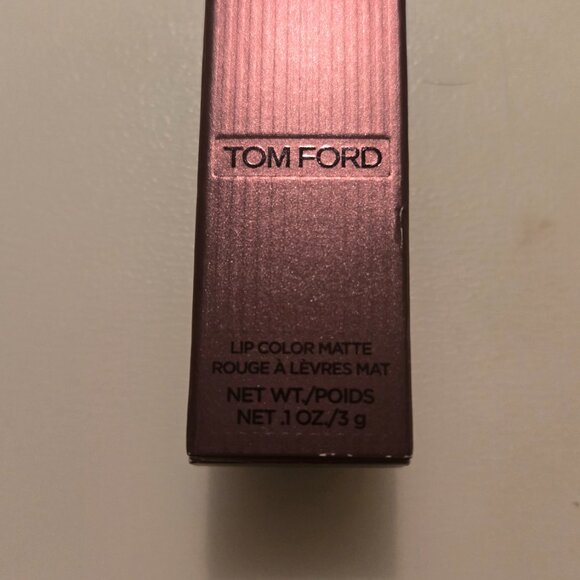 TOM FORD
LIP COLOR MATTE
ROUGE À LÈVRES MAT
NET WT./POIDS
NET .1 OZ./3 g